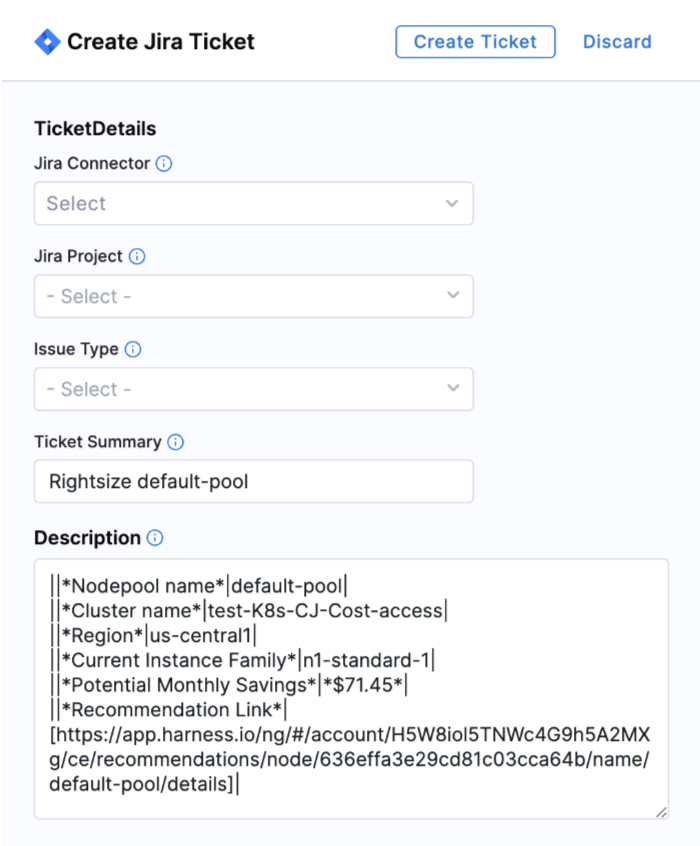 Create Jira Ticket Create Ticket Discard
TicketDetails
Jira Connector
Select
Jira Project
- Select -
Issue Type
- Select -
Ticket Summary
Rightsize default-pool
Description
||*Nodepool name*|default-pool|
||*Cluster name*|test-K8s-CJ-Cost-access|
||*Region*|us-central1|
||*Current Instance Family*|n1-standard-1|
||*Potential Monthly Savings*|*$71.45*|
||*Recommendation Link*|
[https://app.harness.io/ng/#/account/H5W8iol5TNWc4G9h5A2MX
g/ce/recommendations/node/636effa3e29cd81c03cca64b/name/
default-pool/details]|